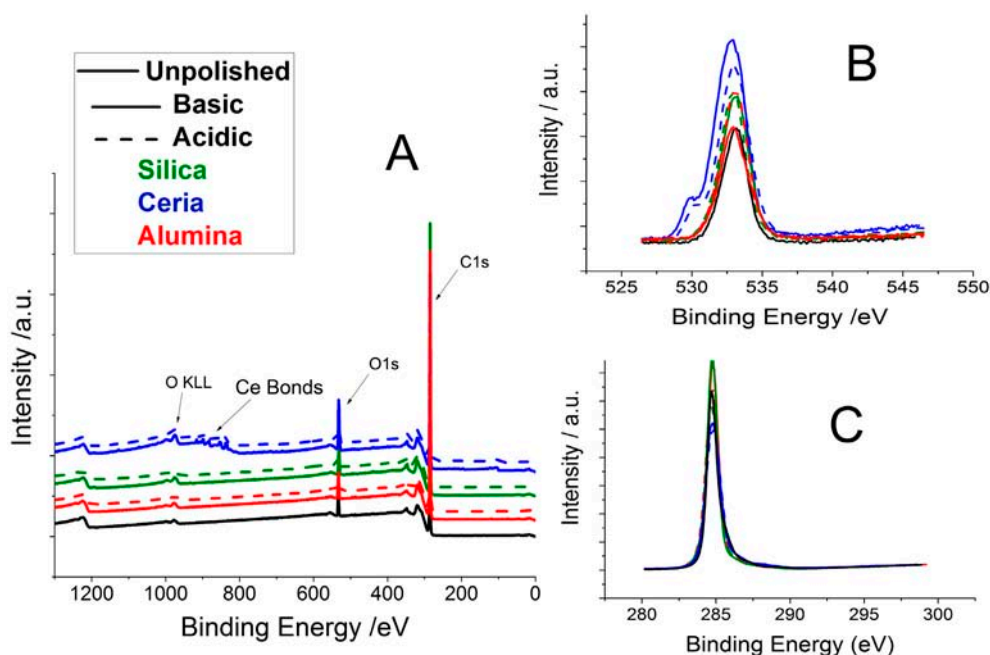 Unpolished
Basic
Acidic
Silica
Ceria
Alumina
A
C1s
O1s
O KLL
Ce Bonds
Intensity /a.u.
1200 1000 800 600 400 200 0
Binding Energy /eV
B
Intensity / a.u.
525 530 535 540 545 550
Binding Energy /eV
C
Intensity / a.u.
280 285 290 295 300
Binding Energy (eV)